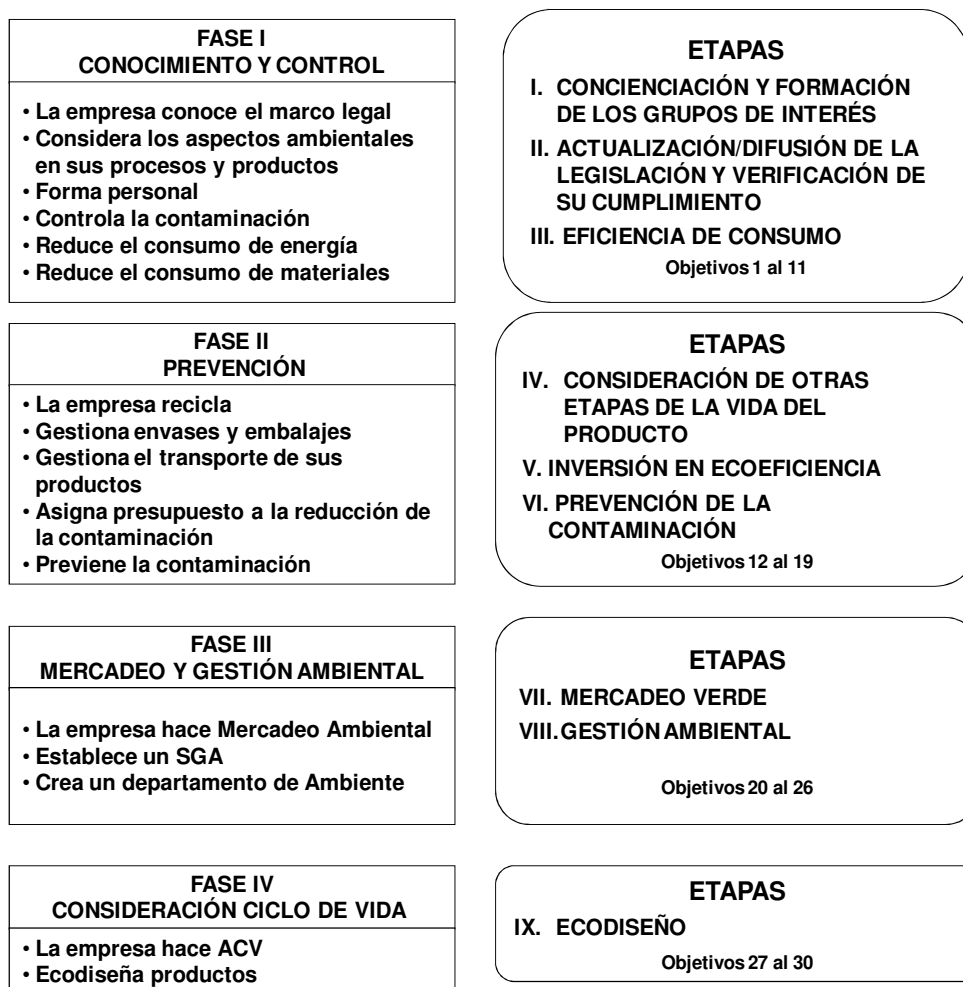 FASE I
CONOCIMIENTO Y CONTROL
• La empresa conoce el marco legal
• Considera los aspectos ambientales
en sus procesos y productos
• Forma personal
• Controla la contaminación
• Reduce el consumo de energía
• Reduce el consumo de materiales
ETAPAS
I. CONCIENCIACIÓN Y FORMACIÓN
DE LOS GRUPOS DE INTERÉS
II. ACTUALIZACIÓN/DIFUSIÓN DE LA
LEGISLACIÓN Y VERIFICACIÓN DE
SU CUMPLIMIENTO
III. EFICIENCIA DE CONSUMO
Objetivos 1 al 11
FASE II
PREVENCIÓN
• La empresa recicla
• Gestiona envases y embalajes
• Gestiona el transporte de sus
productos
• Asigna presupuesto a la reducción de
la contaminación
• Previene la contaminación
ETAPAS
IV. CONSIDERACIÓN DE OTRAS
ETAPAS DE LA VIDA DEL
PRODUCTO
V. INVERSIÓN EN ECOEFICIENCIA
VI. PREVENCIÓN DE LA
CONTAMINACIÓN
Objetivos 12 al 19
FASE III
MERCADEO Y GESTIÓN AMBIENTAL
• La empresa hace Mercadeo Ambiental
• Establece un SGA
• Crea un departamento de Ambiente
ETAPAS
VII. MERCADEO VERDE
VIII. GESTIÓN AMBIENTAL
Objetivos 20 al 26
FASE IV
CONSIDERACIÓN CICLO DE VIDA
• La empresa hace ACV
• Ecodiseña productos
ETAPAS
IX. ECODISEÑO
Objetivos 27 al 30